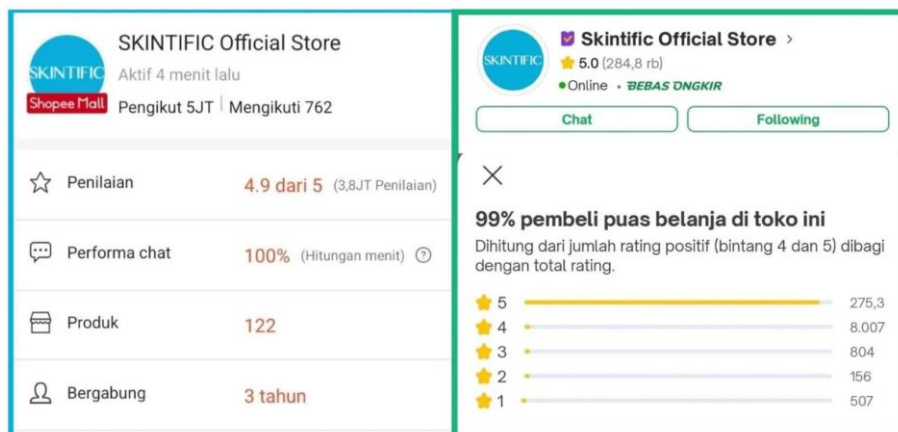 SKINTIFIC
Shopee Mall
SKINTIFIC Official Store
Aktif 4 menit lalu
Pengikut 5JT | Mengikuti 762
Penilaian 4.9 dari 5 (3,8JT Penilaian)
Performa chat 100% (Hitungan menit) ?
Produk 122
Bergabung 3 tahun
SKINTIFIC
Skintific Official Store >
5.0 (284,8 rb)
Online • BEBAS ONGKIR
Chat Following
99% pembeli puas belanja di toko ini
Dihitung dari jumlah rating positif (bintang 4 dan 5) dibagi
dengan total rating.
5 275,3
4 8.007
3 804
2 156
1 507